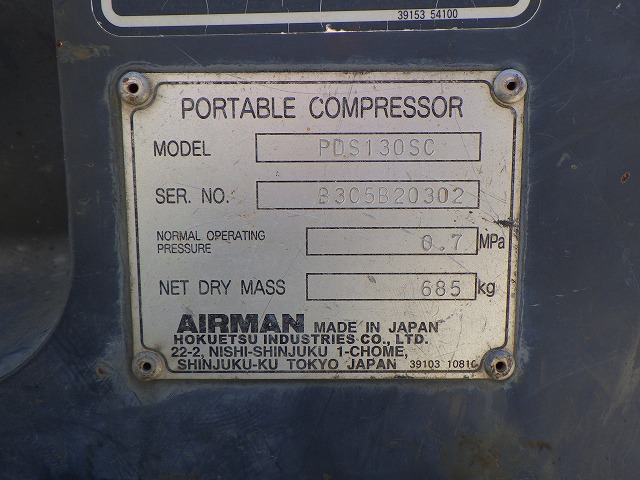 39153 54100
PORTABLE COMPRESSOR
MODEL PDS130SC
SER. NO. B3C5B20302
NORMAL OPERATING
PRESSURE 0.7 MPa
NET DRY MASS 685 kg
AIRMAN MADE IN JAPAN
HOKUETSU INDUSTRIES CO., LTD.
22-2, NISHI-SHINJUKU 1-CHOME,
SHINJUKU-KU TOKYO JAPAN 39103 10810